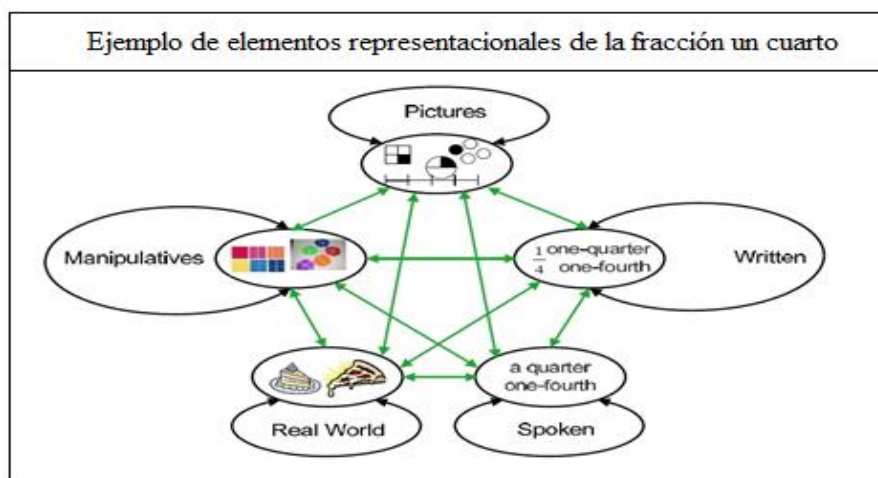 Ejemplo de elementos representacionales de la fracción un cuarto
Pictures
Manipulatives
1/4 one-quarter
one-fourth
Written
a quarter
one-fourth
Real World
Spoken